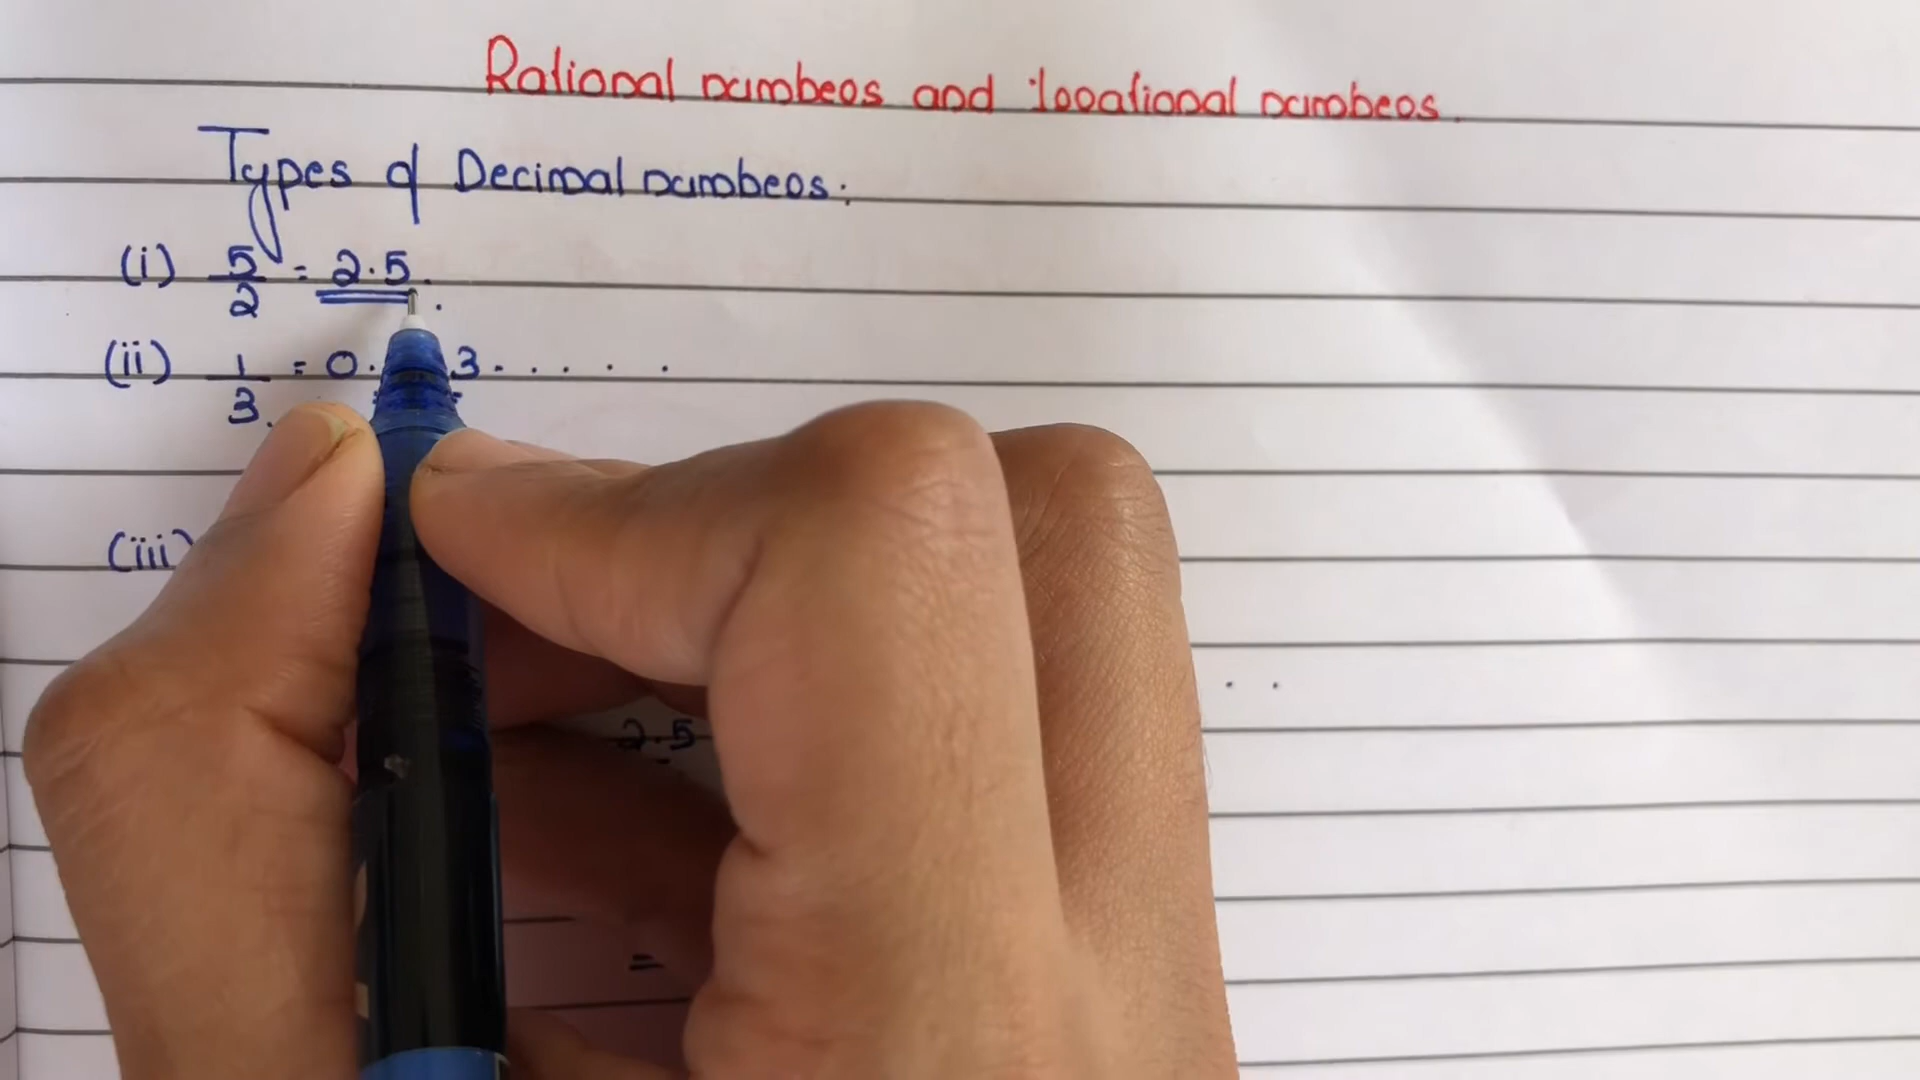 Rational numbers and irrational numbers.
Types of Decimal numbers:
(i) 5/2 = 2.5.
(ii) 1/3 = 0. 3. . . . . .
(iii)
. .
2.5
=